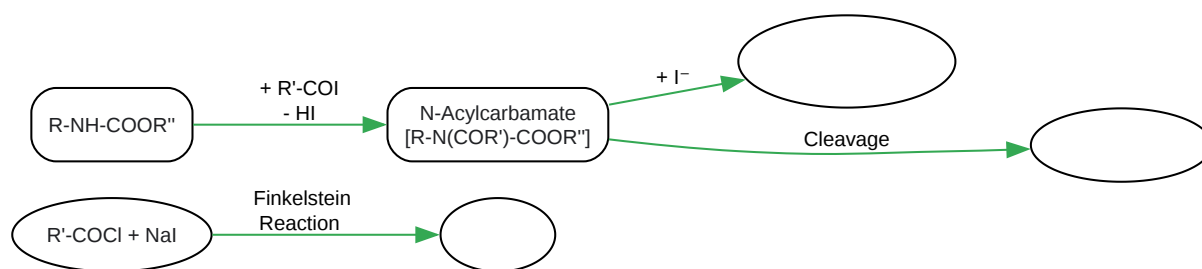 + R'-COI
- HI
+ I⁻
R-NH-COOR"
N-Acylcarbamate
[R-N(COR')-COOR"]
Cleavage
Finkelstein
Reaction
R'-COCl + NaI